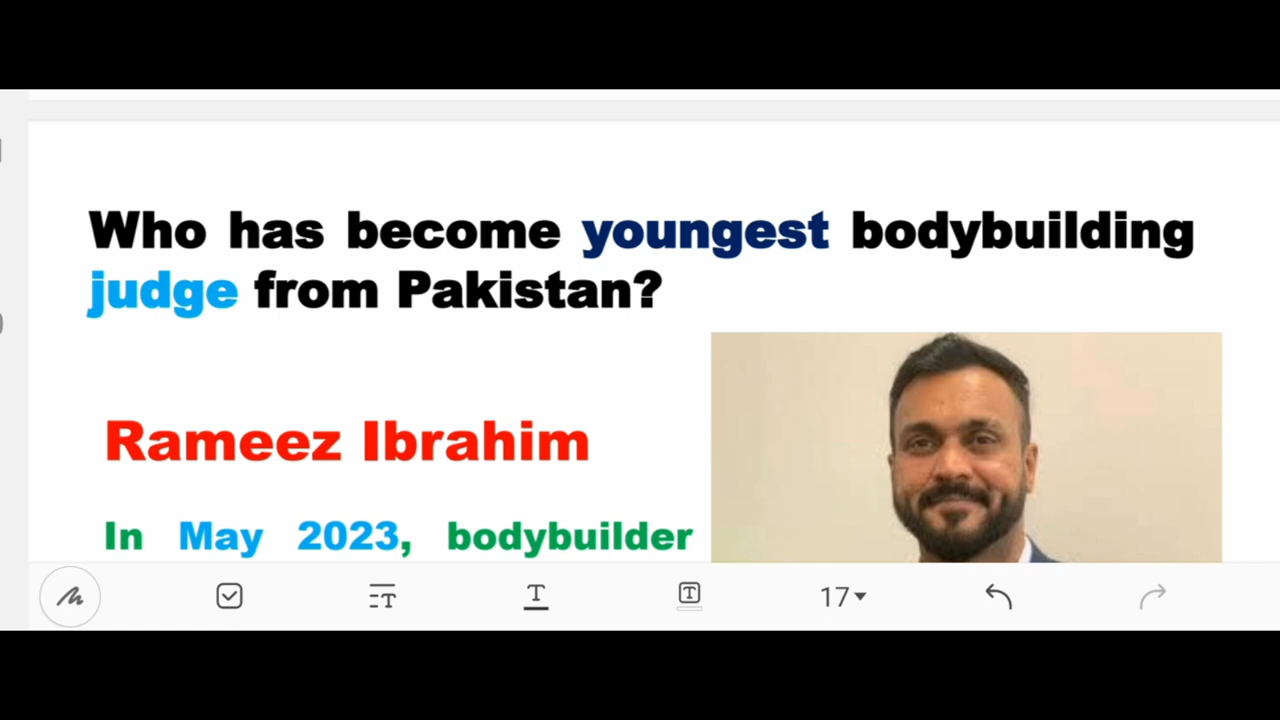 Who has become youngest bodybuilding
judge from Pakistan?
Rameez Ibrahim
In May 2023, bodybuilder
17